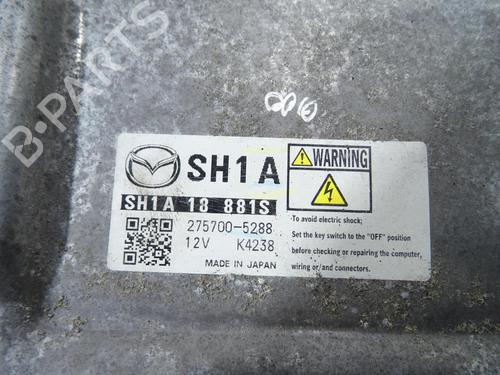 B-PARTS
SH1A
SH1A 18 881S
275700-5288
12V K4238
MADE IN JAPAN
WARNING
To avoid electric shock;
Set the key switch to the "OFF" position
before checking or repairing the computer,
wiring or/and connectors.